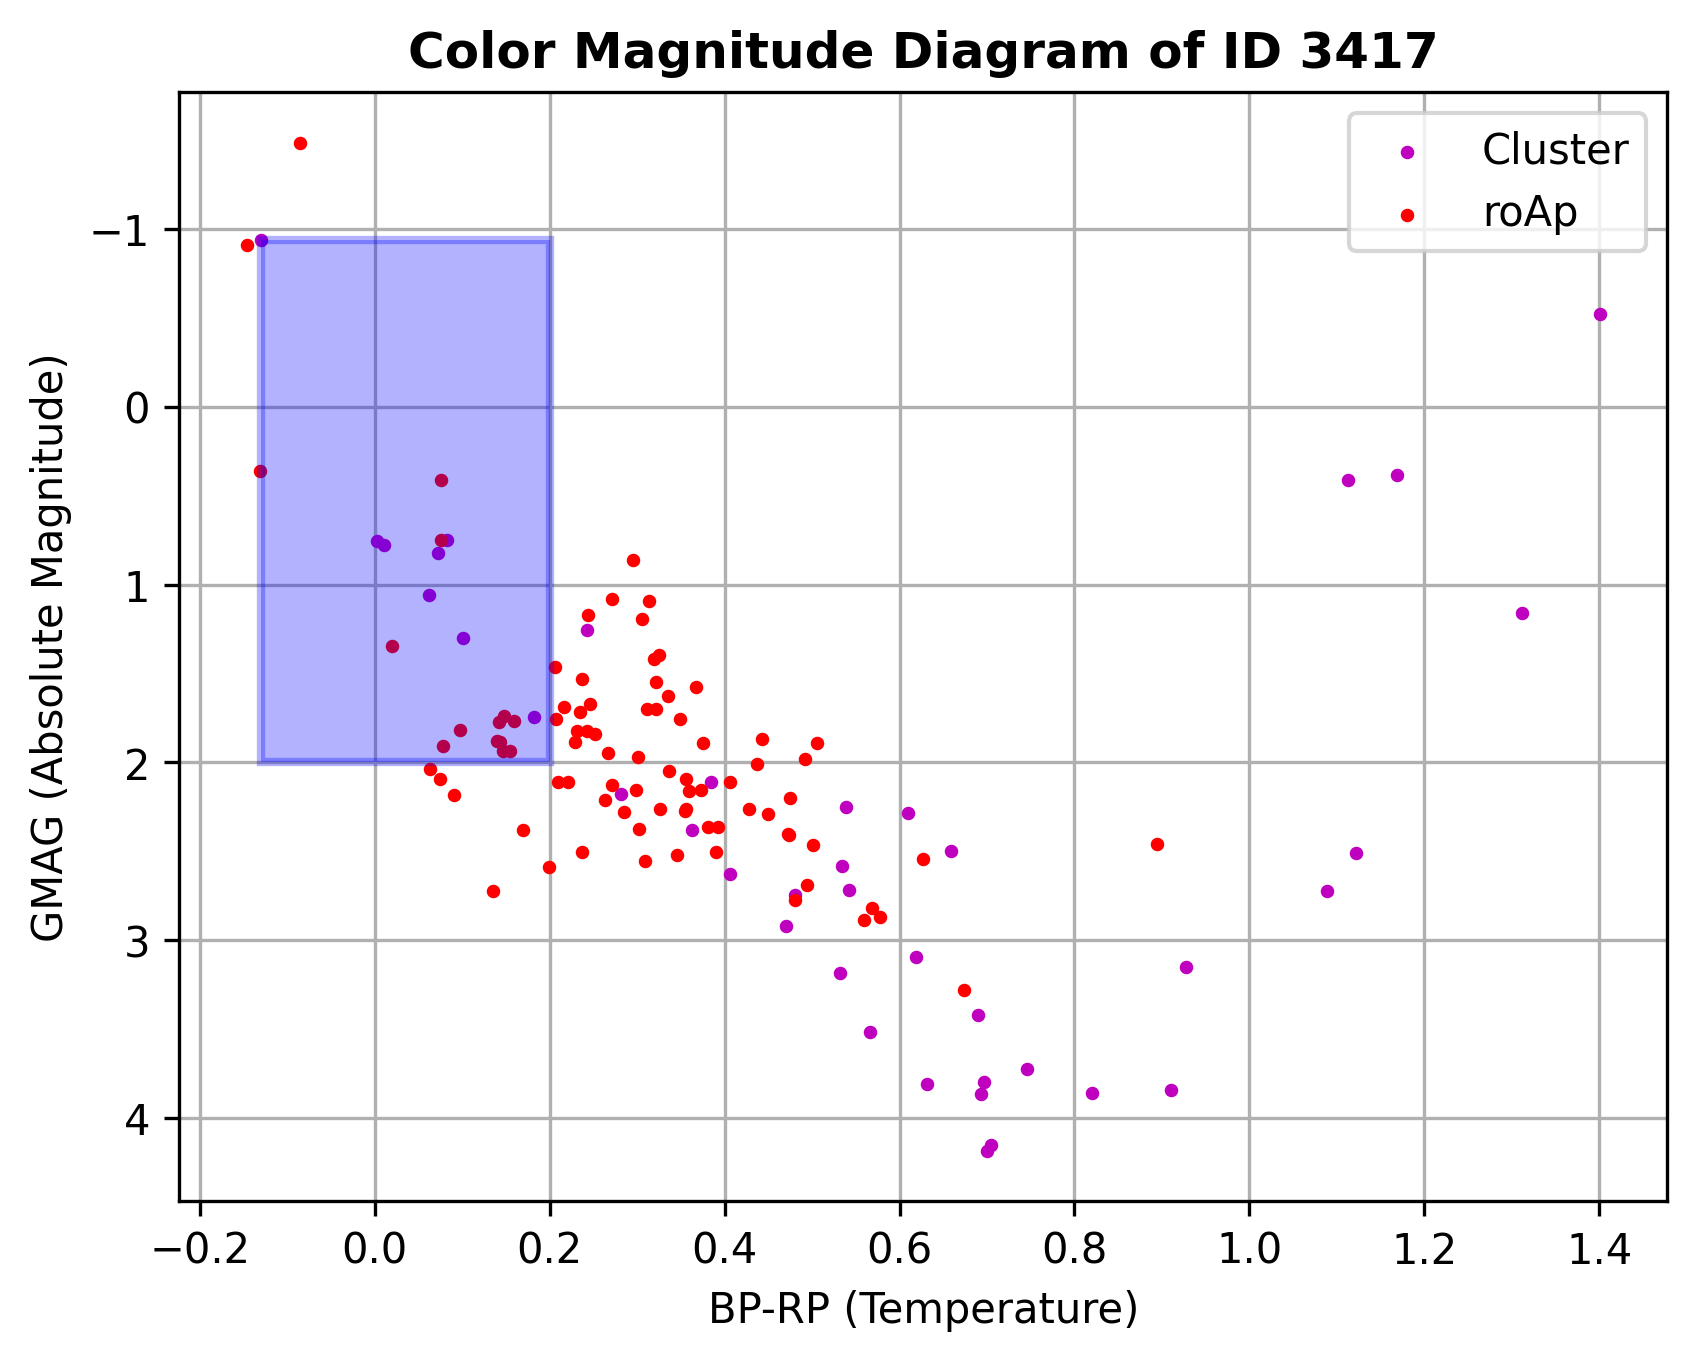 Color Magnitude Diagram of ID 3417
Cluster
roAp
−1
0
1
2
3
4
GMAG (Absolute Magnitude)
−0.2 0.0 0.2 0.4 0.6 0.8 1.0 1.2 1.4
BP-RP (Temperature)